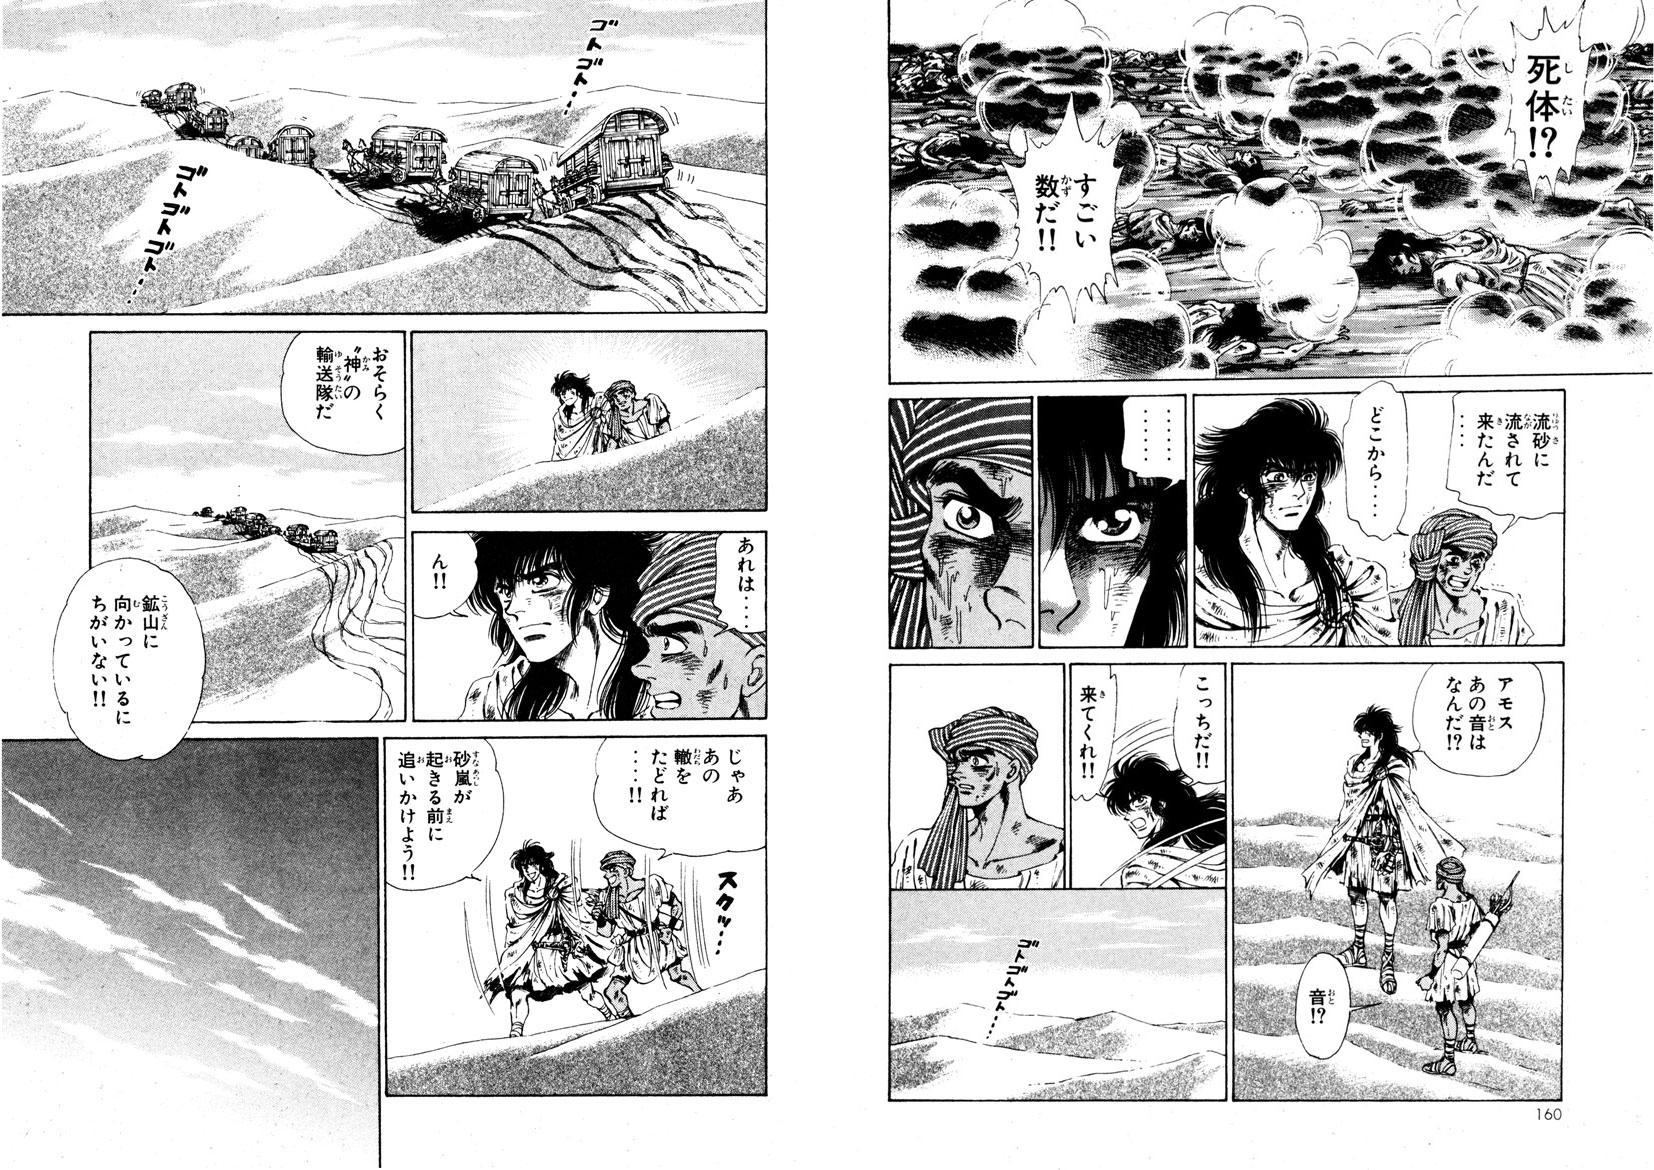 死体!?
すごい
数だ!!
流砂に
流されて
来たんだ
‥‥
どこから‥‥
‥‥‥
‥‥‥‥
アモス
あの音は
なんだ!?
音!?
こっちだ!!
来てくれ!!
ゴトゴトゴト‥‥
160
ゴト
ゴトゴト‥‥
ゴトゴトゴト‥‥
おそらく
〝神〟の
輸送隊だ
あれは‥‥
ん!!
鉱山に
向かっているに
ちがいない!!
じゃあ
あの
轍を
たどれば
‥‥!!
砂嵐が
起きる前に
追いかけよう!!
スクッ‥‥